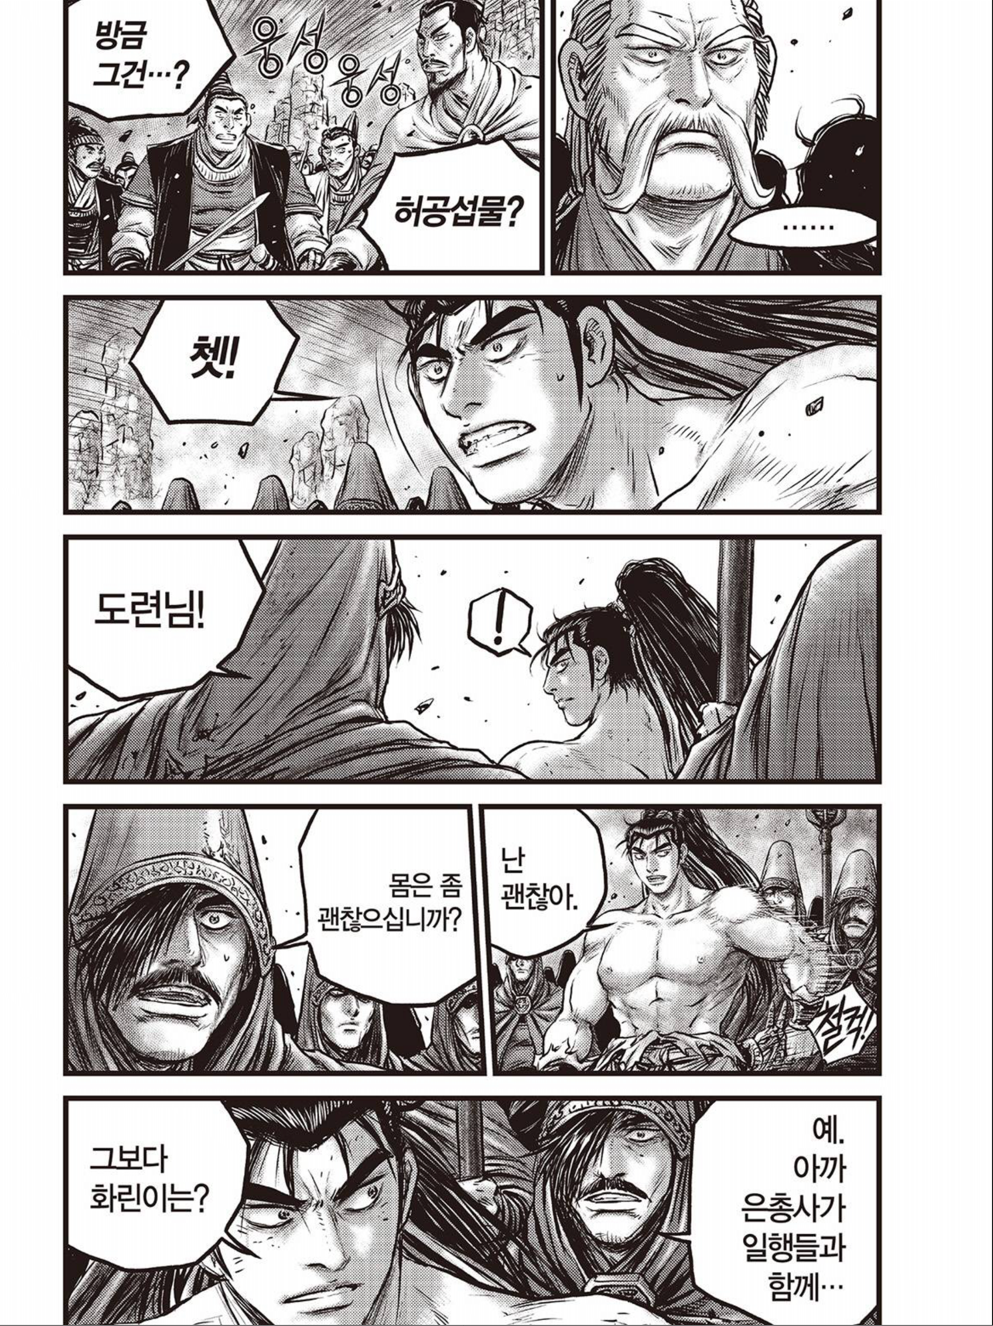 방금
그건…?
웅성웅성
허공섭물?
……
쳇!
도련님!
!
몸은 좀
괜찮으십니까?
난
괜찮아.
철컥!
그보다
화린이는?
예.
아까
은총사가
일행들과
함께…